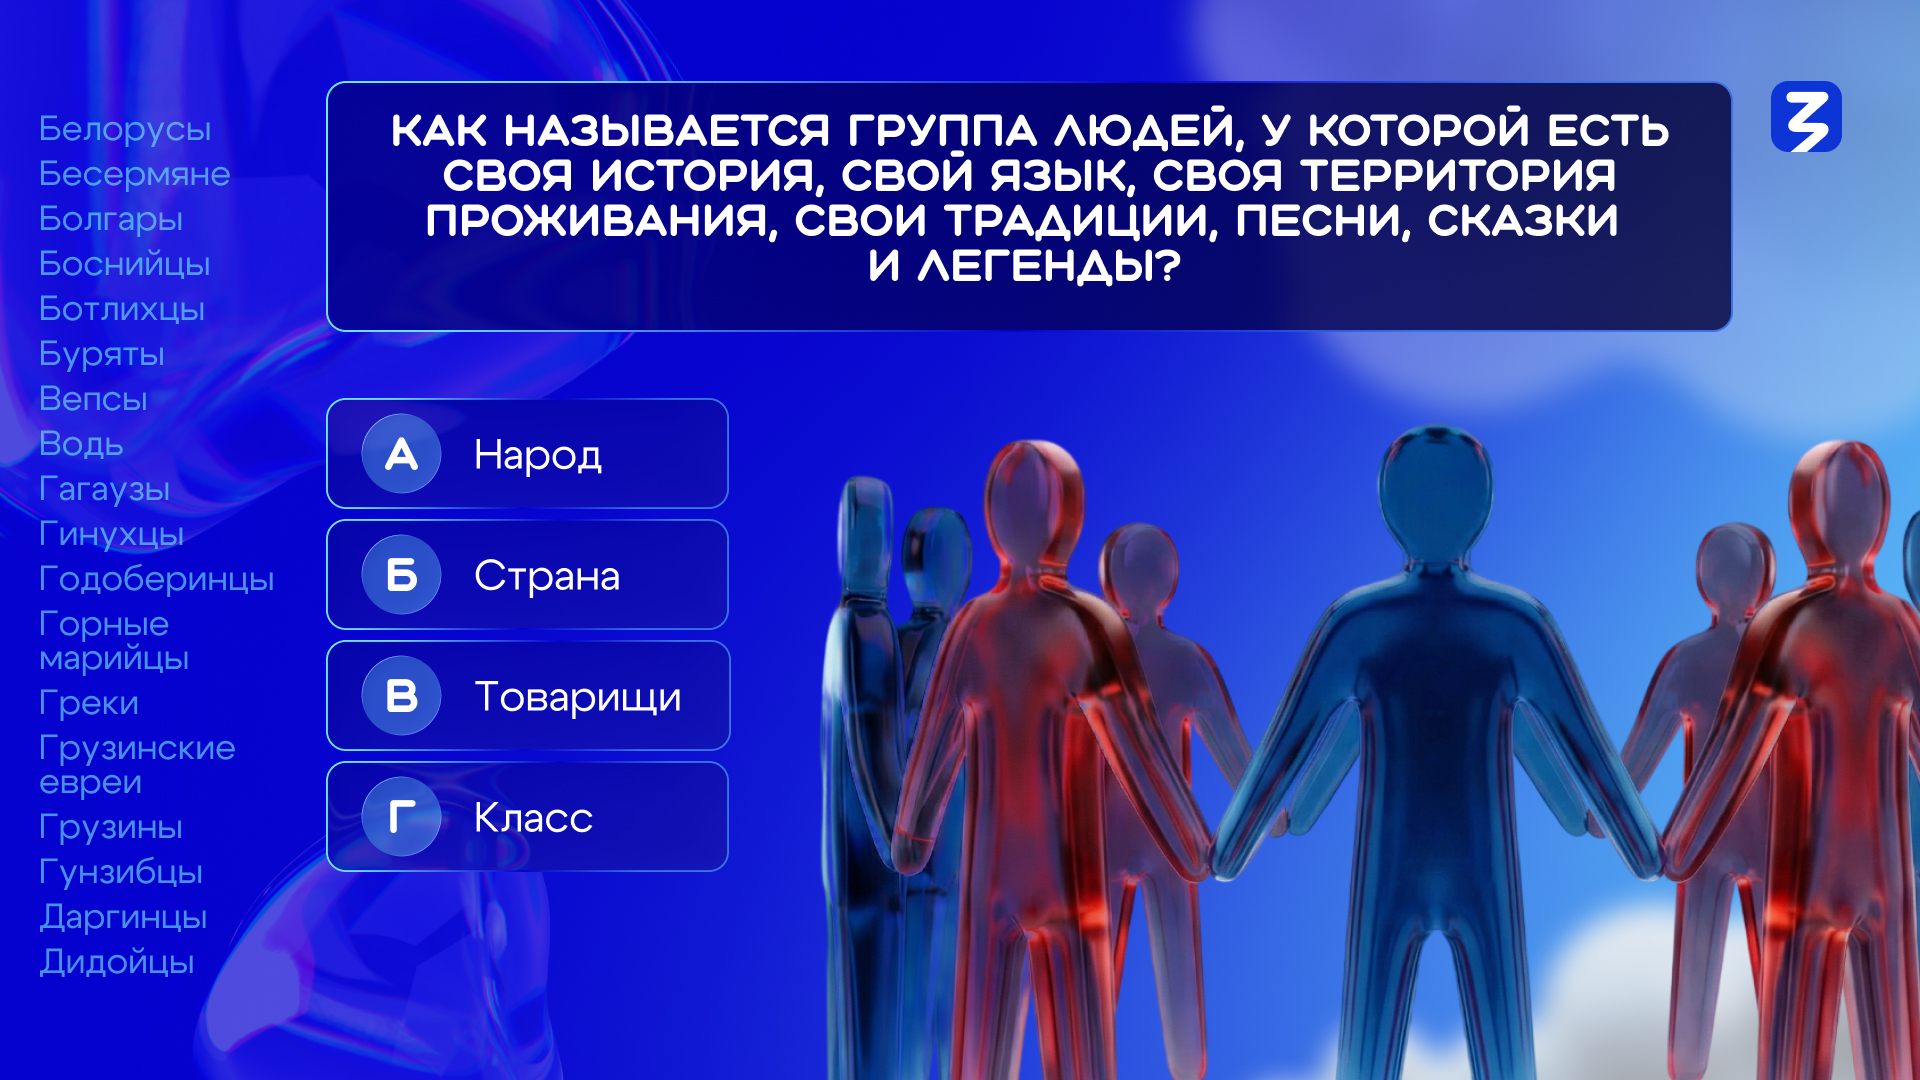 КАК НАЗЫВАЕТСЯ ГРУППА ЛЮДЕЙ, У КОТОРОЙ ЕСТЬ
СВОЯ ИСТОРИЯ, СВОЙ ЯЗЫК, СВОЯ ТЕРРИТОРИЯ
ПРОЖИВАНИЯ, СВОИ ТРАДИЦИИ, ПЕСНИ, СКАЗКИ
И ЛЕГЕНДЫ?
А Народ
Б Страна
В Товарищи
Г Класс
Белорусы
Бесермяне
Болгары
Боснийцы
Ботлихцы
Буряты
Вепсы
Водь
Гагаузы
Гинухцы
Годоберинцы
Горные
марийцы
Греки
Грузинские
евреи
Грузины
Гунзибцы
Даргинцы
Дидойцы